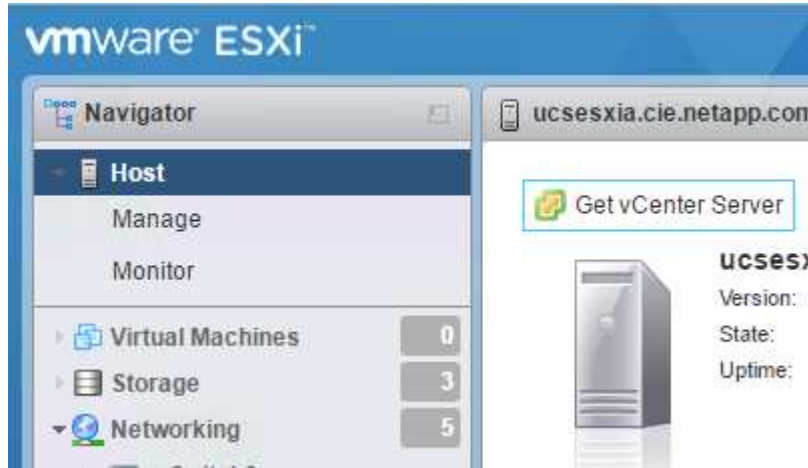 vmware ESXi™
Navigator
ucsesxia.cie.netapp.com
Host
Get vCenter Server
Manage
Monitor
Version:
State:
Uptime:
Virtual Machines 0
Storage 3
Networking 5